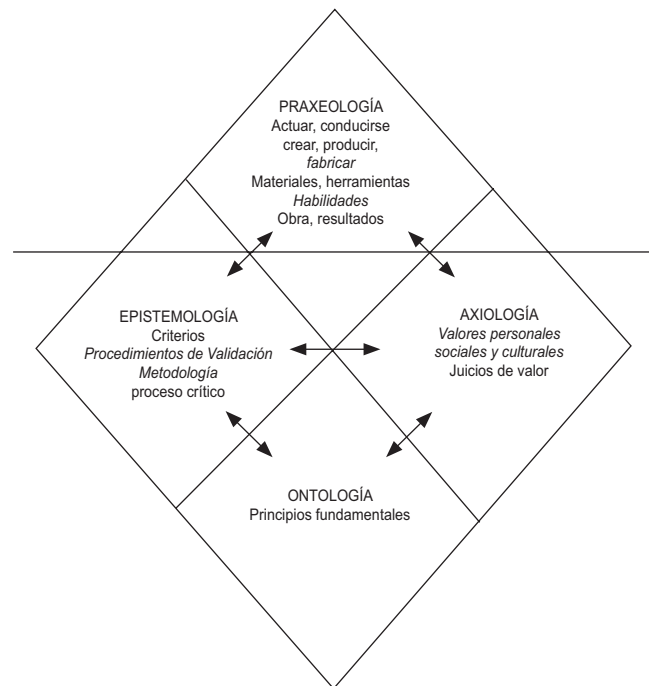 PRAXEOLOGÍA
Actuar, conducirse
crear, producir,
fabricar
Materiales, herramientas
Habilidades
Obra, resultados
EPISTEMOLOGÍA
Criterios
Procedimientos de Validación
Metodología
proceso crítico
AXIOLOGÍA
Valores personales
sociales y culturales
Juicios de valor
ONTOLOGÍA
Principios fundamentales